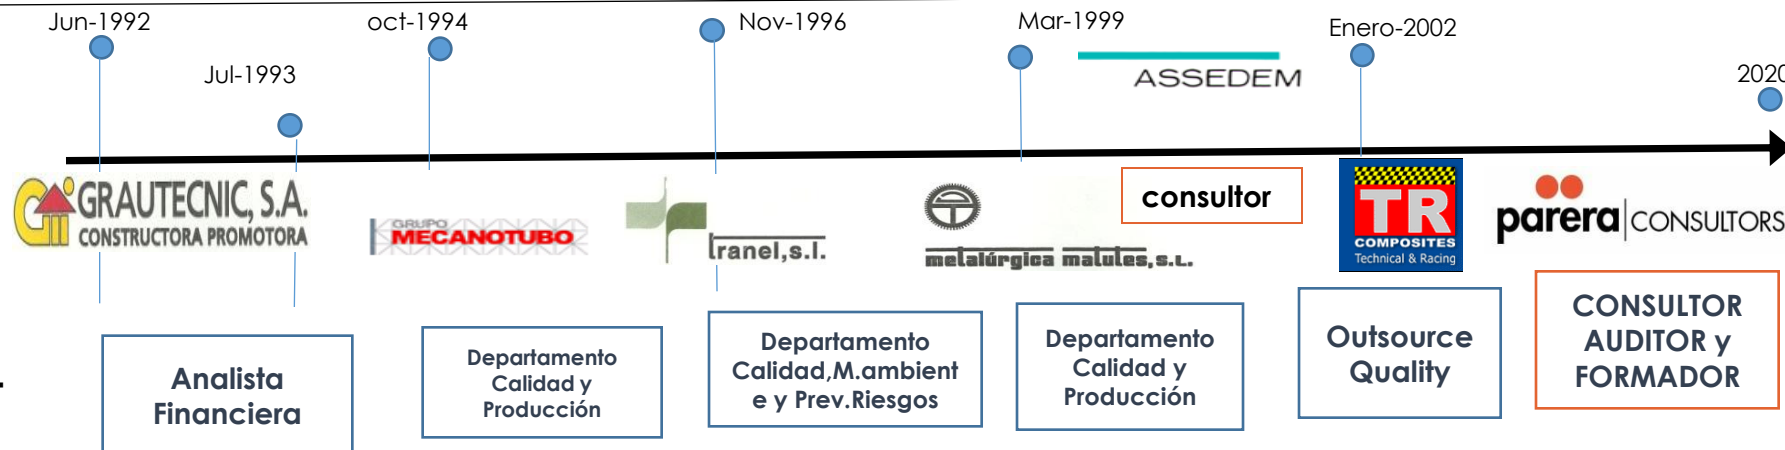 Jun-1992
oct-1994
Nov-1996
Mar-1999
Enero-2002
Jul-1993
2020
ASSEDEM
GRAUTECNIC, S.A.
CONSTRUCTORA PROMOTORA
GRUPO
MECANOTUBO
tranel,s.l.
metalúrgica matules,s.l.
consultor
TR
COMPOSITES
Technical & Racing
parera CONSULTORS
Analista
Financiera
Departamento
Calidad y
Producción
Departamento
Calidad,M.ambient
e y Prev.Riesgos
Departamento
Calidad y
Producción
Outsource
Quality
CONSULTOR
AUDITOR y
FORMADOR